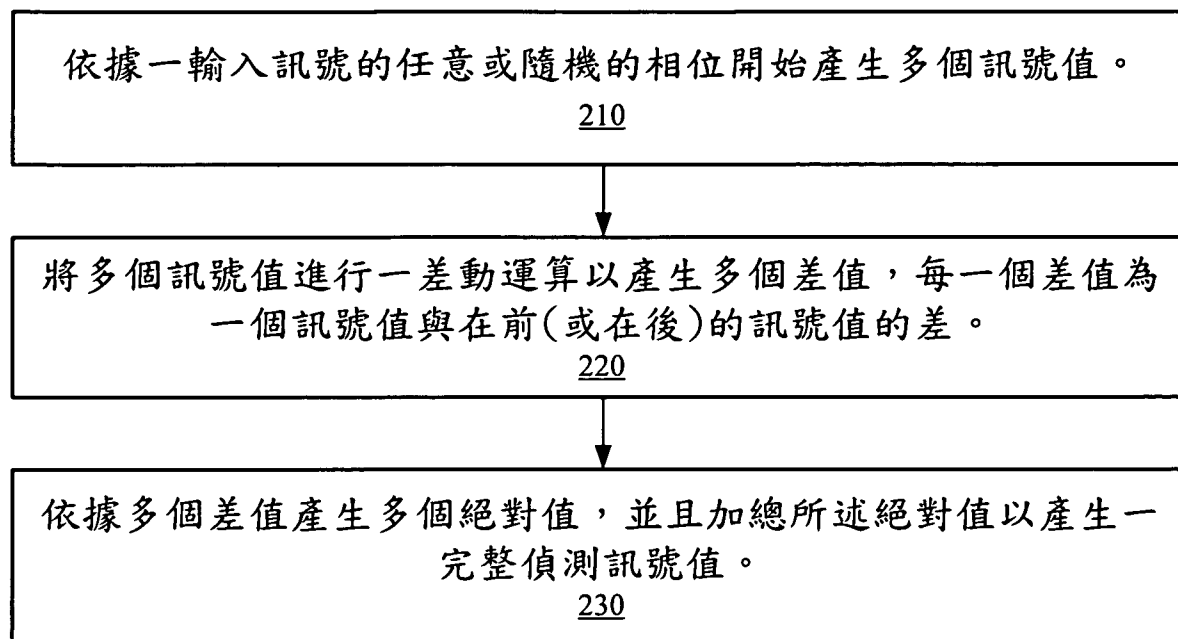 依據一輸入訊號的任意或隨機的相位開始產生多個訊號值。
210
將多個訊號值進行一差動運算以產生多個差值，每一個差值為
一個訊號值與在前(或在後)的訊號值的差。
220
依據多個差值產生多個絕對值，並且加總所述絕對值以產生一
完整偵測訊號值。
230